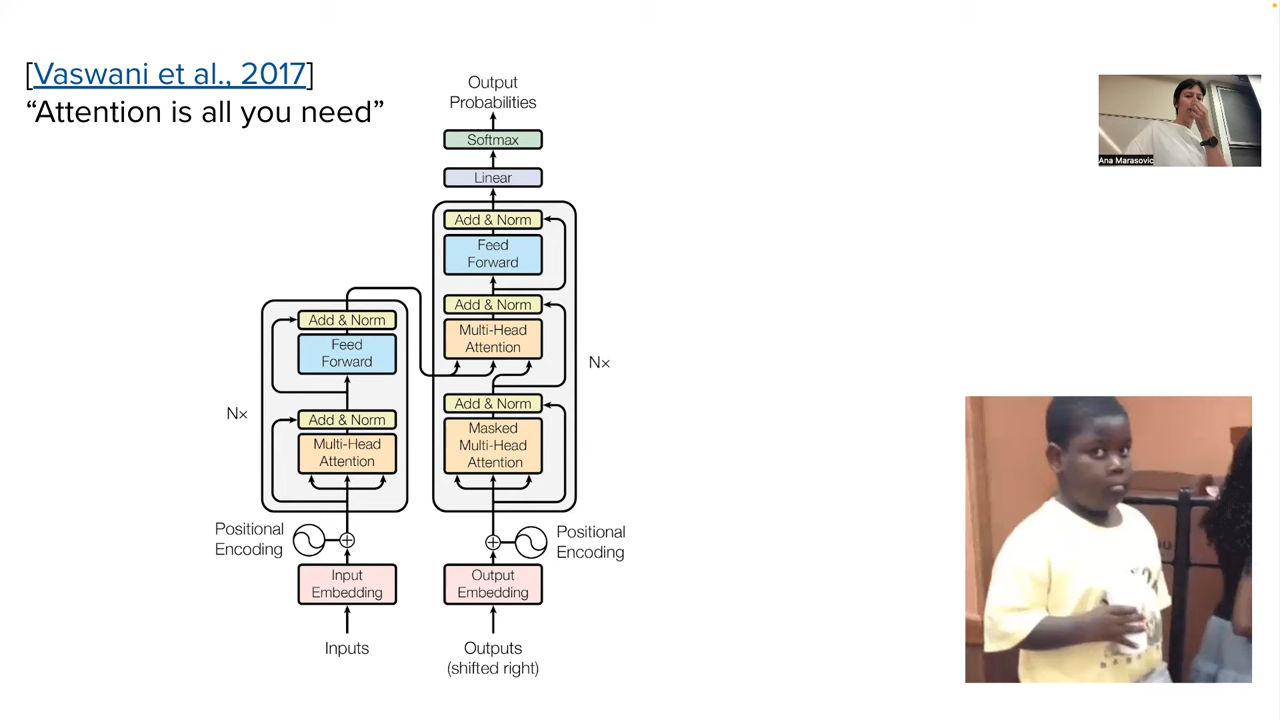 [Vaswani et al., 2017]
“Attention is all you need”
Output
Probabilities
Softmax
Linear
Add & Norm
Feed
Forward
Add & Norm
Multi-Head
Attention
Add & Norm
Masked
Multi-Head
Attention
Nx
Add & Norm
Feed
Forward
Add & Norm
Multi-Head
Attention
Nx
Positional
Encoding
Positional
Encoding
Input
Embedding
Output
Embedding
Inputs
Outputs
(shifted right)
Ana Marasovic